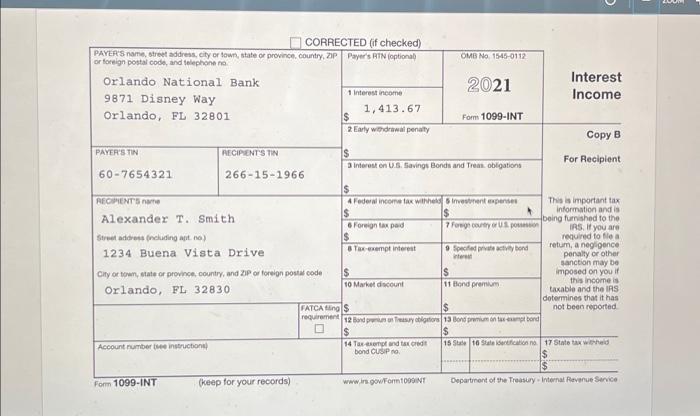 CORRECTED (if checked)
PAYER'S name, street address, city or town, state or province, country, ZIP
or foreign postal code, and telephone no.
Orlando National Bank
9871 Disney Way
Orlando, FL 32801
Payer's RTN (optional)
OMB No. 1545-0112
2021
Form 1099-INT
Interest
Income
1 Interest income
$ 1,413.67
2 Early withdrawal penalty
$
Copy B
For Recipient
PAYER'S TIN
60-7654321
RECIPIENT'S TIN
266-15-1966
3 Interest on U.S. Savings Bonds and Treas. obligations
$
RECIPIENT'S name
Alexander T. Smith
Street address (including apt. no.)
1234 Buena Vista Drive
City or town, state or province, country, and ZIP or foreign postal code
Orlando, FL 32830
4 Federal income tax withheld
$
5 Investment expenses
$
6 Foreign tax paid
$
7 Foreign country or U.S. possession
8 Tax-exempt interest
$
9 Specified private activity bond
interest
$
10 Market discount
$
11 Bond premium
$
This is important tax
information and is
being furnished to the
IRS. If you are
required to file a
return, a negligence
penalty or other
sanction may be
imposed on you if
this income is
taxable and the IRS
determines that it has
not been reported.
FATCA filing
requirement
12 Bond premium on Treasury obligations
$
13 Bond premium on tax-exempt bond
$
Account number (see instructions)
14 Tax-exempt and tax credit
bond CUSIP no.
15 State
16 State identification no.
17 State tax withheld
$
$
Form 1099-INT
(keep for your records)
www.irs.gov/Form1099INT
Department of the Treasury - Internal Revenue Service